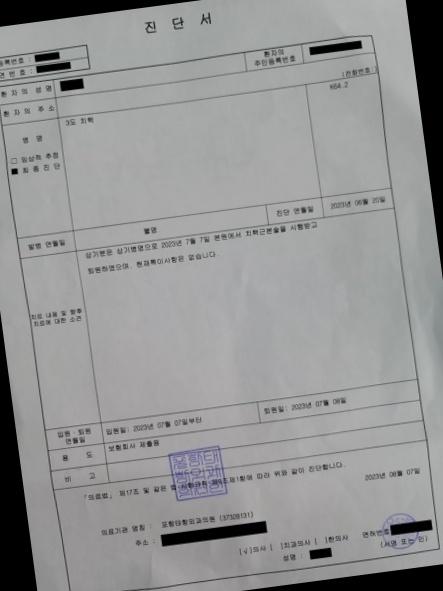 진 단 서
등록번호 :
연 번 호 :
환자의 성명
환자의
주민등록번호
환자의 주소
(전화번호:)
병 명
□ 임상적 추정
■ 최 종 진 단
3도 치핵
K64.2
발병 연월일
불명
진단 연월일
2023년 06월 20일
치료 내용 및 향후
치료에 대한 소견
상기분은 상기병명으로 2023년 7월 7일 본원에서 치핵근본술을 시행받고
퇴원하였으며, 현재특이사항은 없습니다.
입원ㆍ퇴원
연월일
입원일: 2023년 07월 07일부터
퇴원일: 2023년 07월 08일
용 도
보험회사 제출용
비 고
「의료법」 제17조 및 같은 법 시행규칙 제9조제1항에 따라 위와 같이 진단합니다.
2023년 08월 07일
의료기관 명칭 : 포항태항외과의원 (37309131)
주소 :
[√]의사 [ ]치과의사 [ ]한의사
면허번호
성명 :
(서명 또는 인)